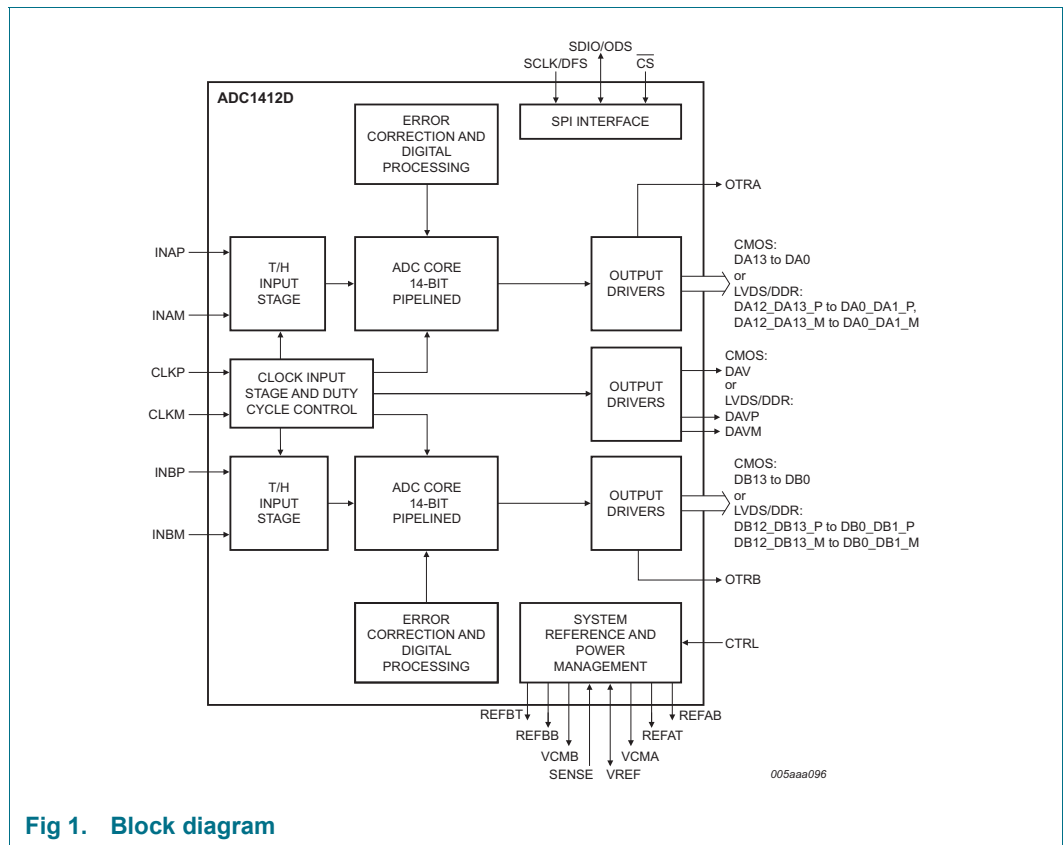 SDIO/ODS
SCLK/DFS
CS
ADC1412D
ERROR
CORRECTION AND
DIGITAL
PROCESSING
SPI INTERFACE
OTRA
INAP
INAM
T/H
INPUT
STAGE
ADC CORE
14-BIT
PIPELINED
OUTPUT
DRIVERS
CMOS:
DA13 to DA0
or
LVDS/DDR:
DA12_DA13_P to DA0_DA1_P,
DA12_DA13_M to DA0_DA1_M
CLKP
CLKM
CLOCK INPUT
STAGE AND DUTY
CYCLE CONTROL
OUTPUT
DRIVERS
CMOS:
DAV
or
LVDS/DDR:
DAVP
DAVM
INBP
INBM
T/H
INPUT
STAGE
ADC CORE
14-BIT
PIPELINED
OUTPUT
DRIVERS
CMOS:
DB13 to DB0
or
LVDS/DDR:
DB12_DB13_P to DB0_DB1_P
DB12_DB13_M to DB0_DB1_M
OTRB
ERROR
CORRECTION AND
DIGITAL
PROCESSING
SYSTEM
REFERENCE AND
POWER
MANAGEMENT
CTRL
REFBT
REFAB
REFBB
REFAT
VCMB
VCMA
SENSE
VREF
005aaa096
Fig 1. Block diagram